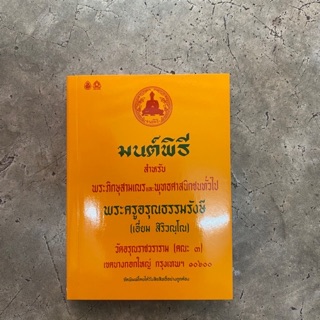 มนต์พิธี
สำหรับ
พระภิกษุสามเณรและพุทธศาสนิกชนทั่วไป
พระครูอรุณธรรมรังษี
(เอี่ยม สิริวณฺโณ)
วัดอรุณราชวราราม (คณะ ๓)
เขตบางกอกใหญ่ กรุงเทพฯ ๑๐๖๐๐